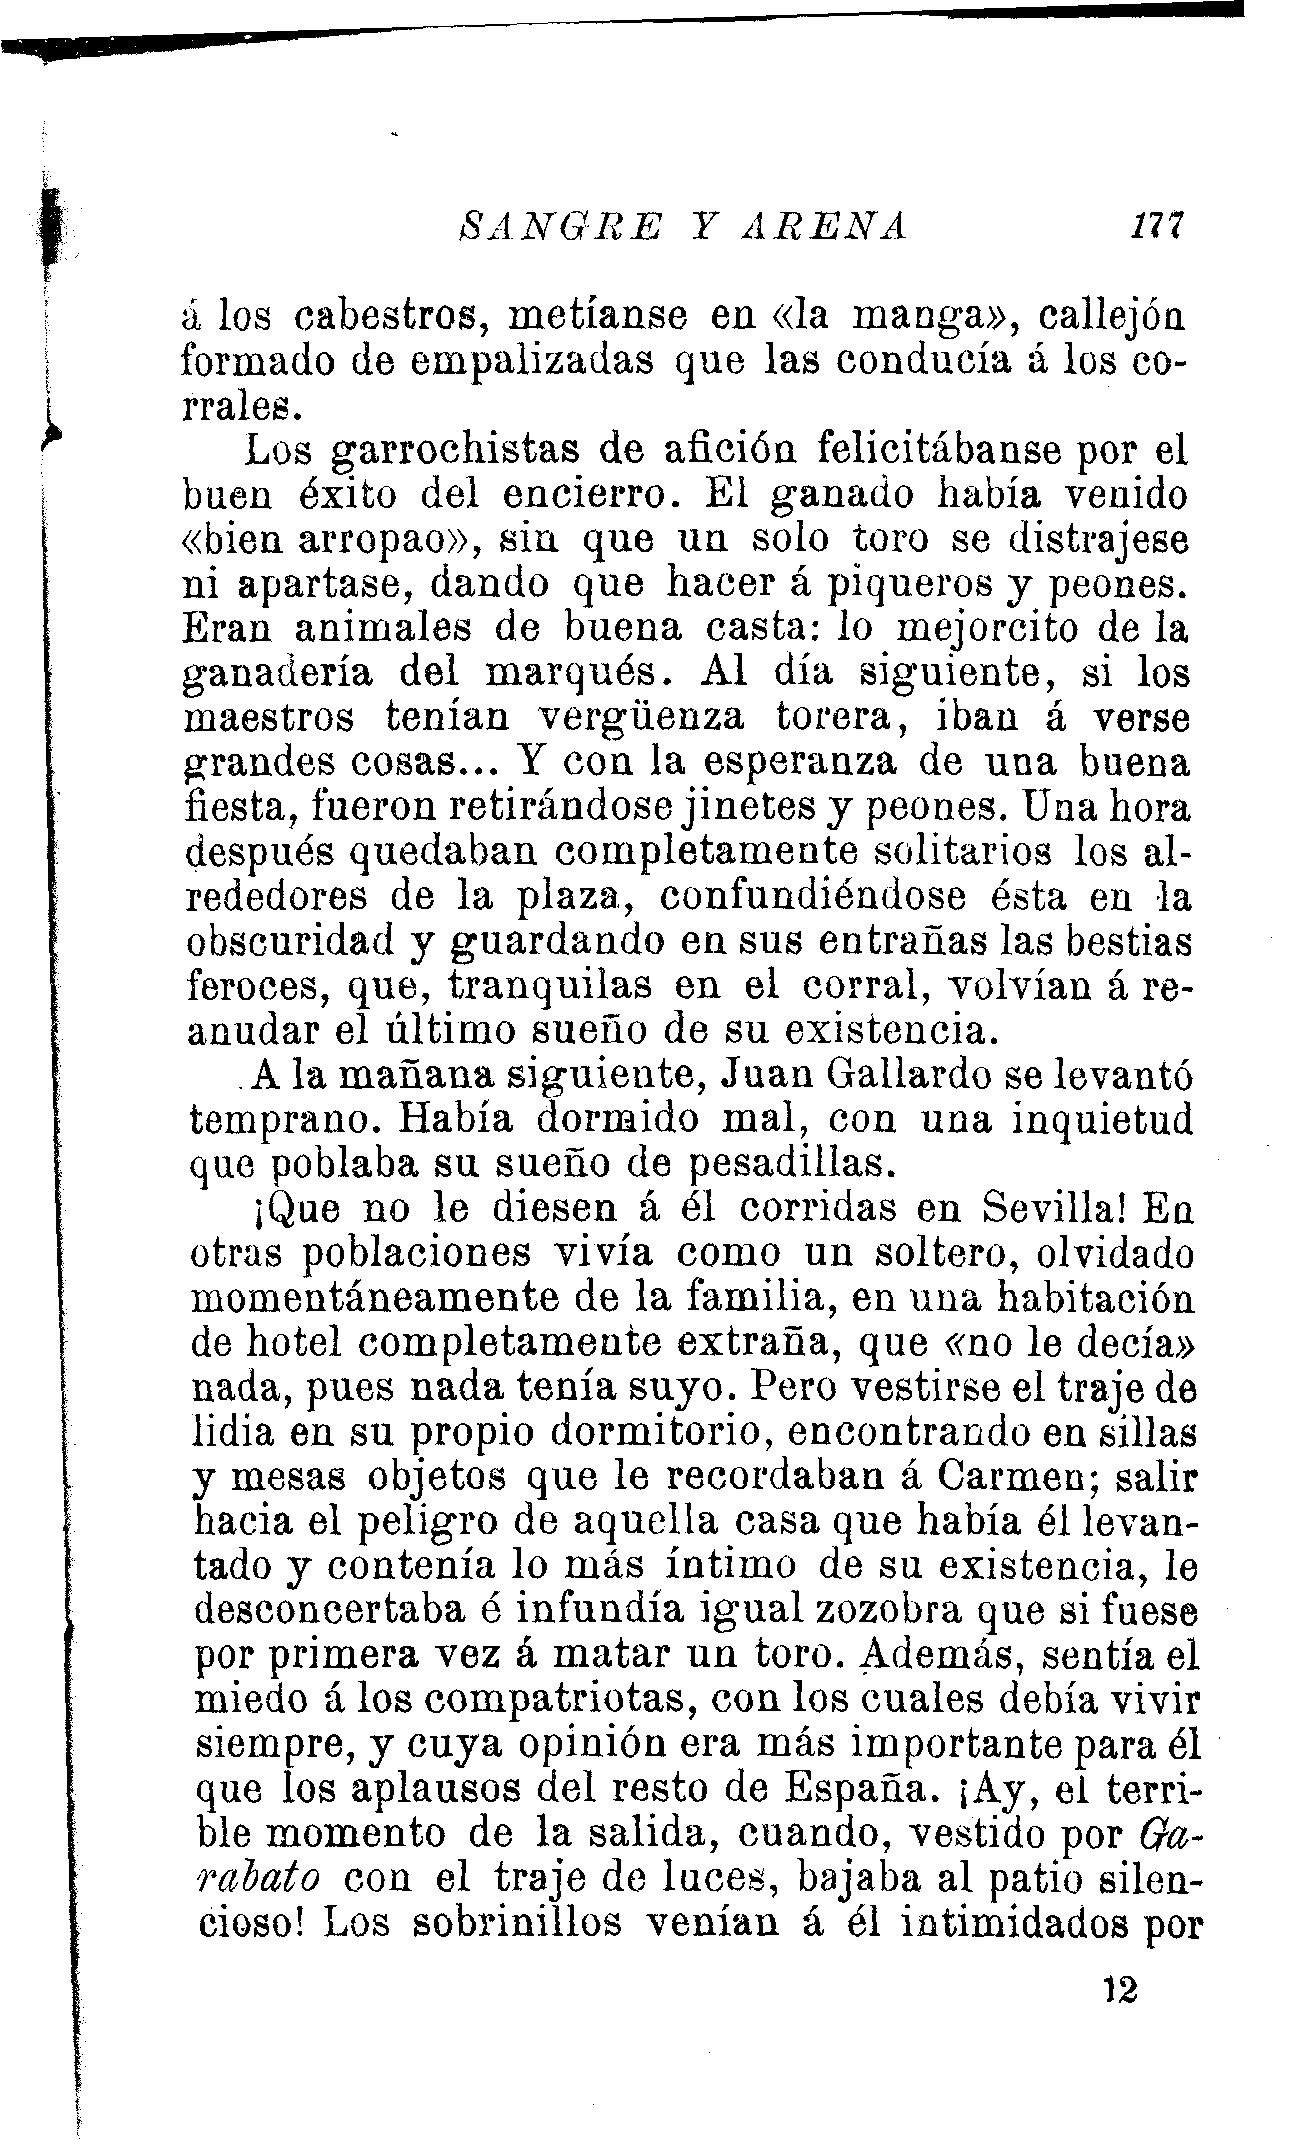 SANGRE Y ARENA 177
á los cabestros, metíanse en «la manga», callejón
formado de empalizadas que las conducía á los co-
rrales.
Los garrochistas de afición felicitábanse por el
buen éxito del encierro. El ganado había venido
«bien arropao», sin que un solo toro se distrajese
ni apartase, dando que hacer á piqueros y peones.
Eran animales de buena casta: lo mejorcito de la
ganadería del marqués. Al día siguiente, si los
maestros tenían vergüenza torera, iban á verse
grandes cosas... Y con la esperanza de una buena
fiesta, fueron retirándose jinetes y peones. Una hora
después quedaban completamente solitarios los al-
rededores de la plaza, confundiéndose ésta en la
obscuridad y guardando en sus entrañas las bestias
feroces, que, tranquilas en el corral, volvían á re-
anudar el último sueño de su existencia.
A la mañana siguiente, Juan Gallardo se levantó
temprano. Había dormido mal, con una inquietud
que poblaba su sueño de pesadillas.
¡Que no le diesen á él corridas en Sevilla! En
otras poblaciones vivía como un soltero, olvidado
momentáneamente de la familia, en una habitación
de hotel completamente extraña, que «no le decía»
nada, pues nada tenía suyo. Pero vestirse el traje de
lidia en su propio dormitorio, encontrando en sillas
y mesas objetos que le recordaban á Carmen; salir
hacia el peligro de aquella casa que había él levan-
tado y contenía lo más íntimo de su existencia, le
desconcertaba é infundía igual zozobra que si fuese
por primera vez á matar un toro. Además, sentía el
miedo á los compatriotas, con los cuales debía vivir
siempre, y cuya opinión era más importante para él
que los aplausos del resto de España. ¡Ay, el terri-
ble momento de la salida, cuando, vestido por Ga-
rabato con el traje de luces, bajaba al patio silen-
cioso! Los sobrinillos venían á él intimidados por
12